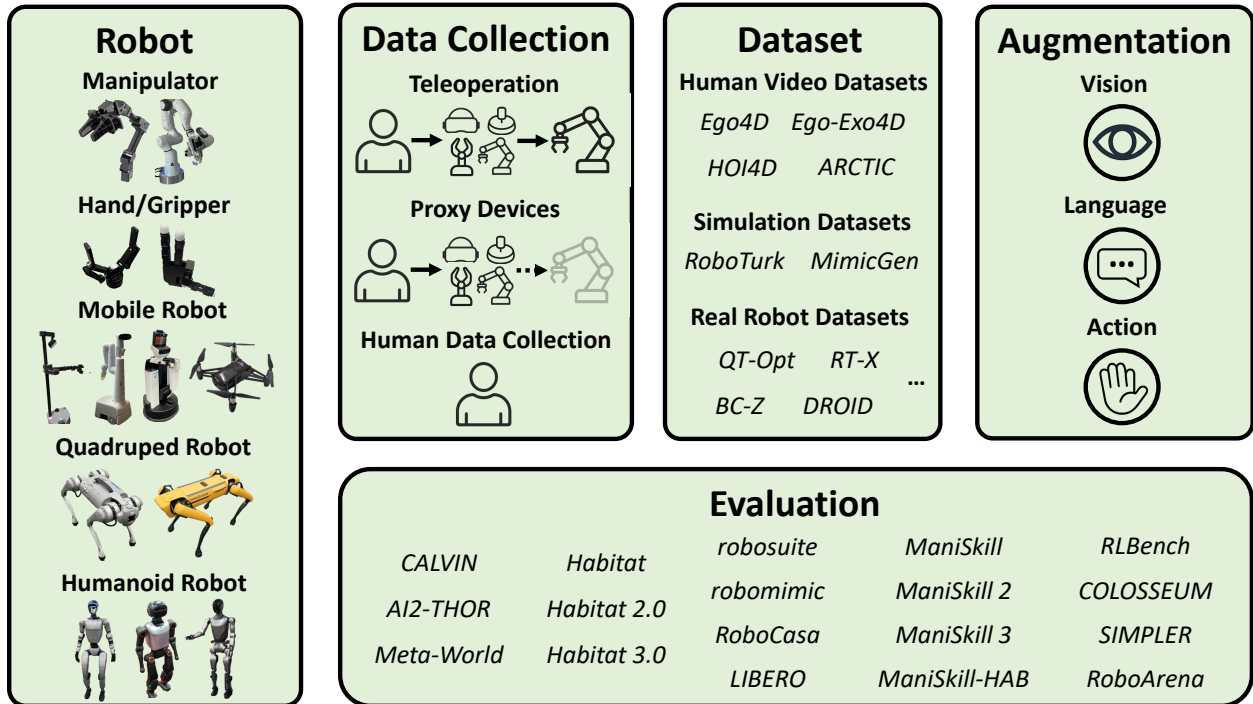 Robot
Manipulator
Hand/Gripper
Mobile Robot
Quadruped Robot
Humanoid Robot
Data Collection
Teleoperation
Proxy Devices
Human Data Collection
Dataset
Human Video Datasets
Ego4D Ego-Exo4D
HOI4D ARCTIC
Simulation Datasets
RoboTurk MimicGen
Real Robot Datasets
QT-Opt RT-X
...
BC-Z DROID
Augmentation
Vision
Language
Action
Evaluation
CALVIN
AI2-THOR
Meta-World
Habitat
Habitat 2.0
Habitat 3.0
robosuite
robomimic
RoboCasa
LIBERO
ManiSkill
ManiSkill 2
ManiSkill 3
ManiSkill-HAB
RLBench
COLOSSEUM
SIMPLER
RoboArena